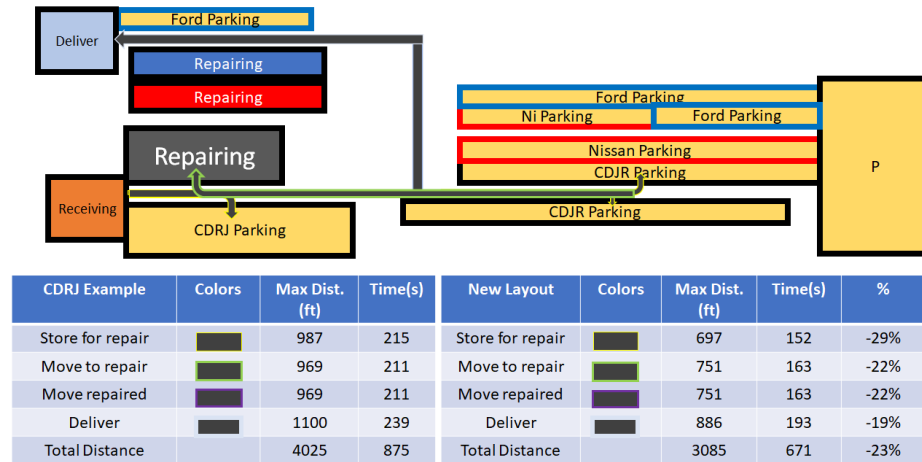 Ford Parking
Deliver
Repairing
Repairing
Ford Parking
Ni Parking Ford Parking
Repairing
Nissan Parking
CDJR Parking
P
Receiving
CDRJ Parking
CDJR Parking
CDRJ Example Colors Max Dist. (ft) Time(s) New Layout Colors Max Dist. (ft) Time(s) %
Store for repair 987 215 Store for repair 697 152 -29%
Move to repair 969 211 Move to repair 751 163 -22%
Move repaired 969 211 Move repaired 751 163 -22%
Deliver 1100 239 Deliver 886 193 -19%
Total Distance 4025 875 Total Distance 3085 671 -23%